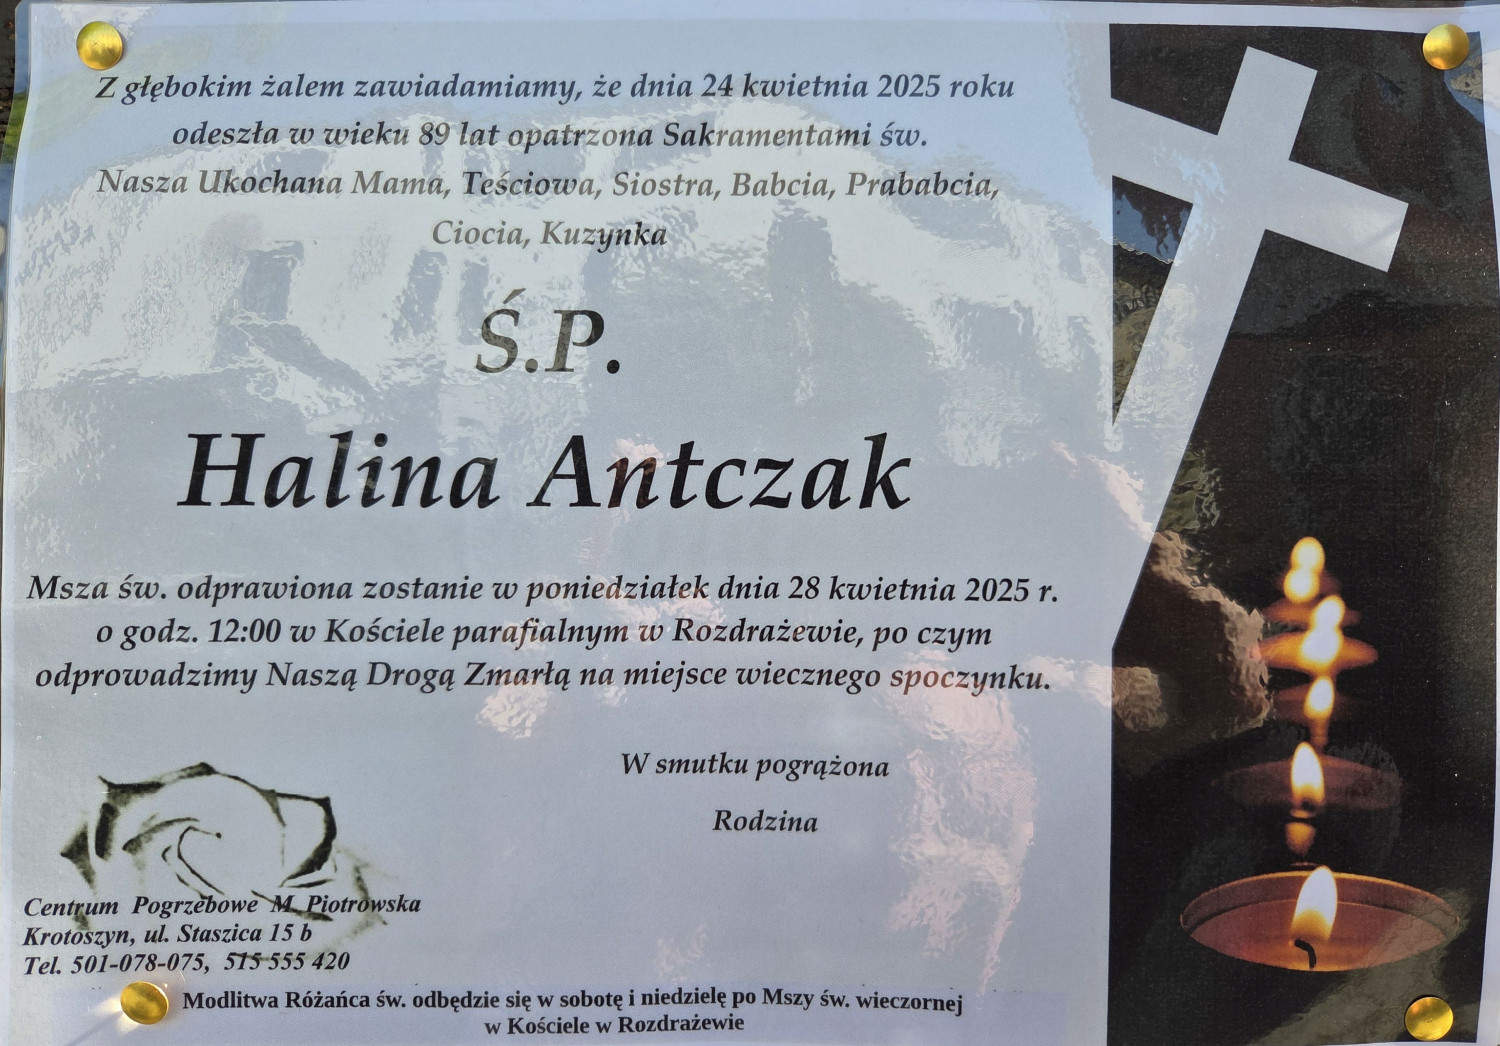 Z głębokim żalem zawiadamiamy, że dnia 24 kwietnia 2025 roku
odeszła w wieku 89 lat opatrzona Sakramentami św.
Nasza Ukochana Mama, Teściowa, Siostra, Babcia, Prababcia,
Ciocia, Kuzynka
Ś.P.
Halina Antczak
Msza św. odprawiona zostanie w poniedziałek dnia 28 kwietnia 2025 r.
o godz. 12:00 w Kościele parafialnym w Rozdrażewie, po czym
odprowadzimy Naszą Drogą Zmarłą na miejsce wiecznego spoczynku.
W smutku pogrążona
Rodzina
Centrum Pogrzebowe M. Piotrowska
Krotoszyn, ul. Staszica 15 b
Tel. 501-078-075, 515 555 420
Modlitwa Różańca św. odbędzie się w sobotę i niedzielę po Mszy św. wieczornej
w Kościele w Rozdrażewie